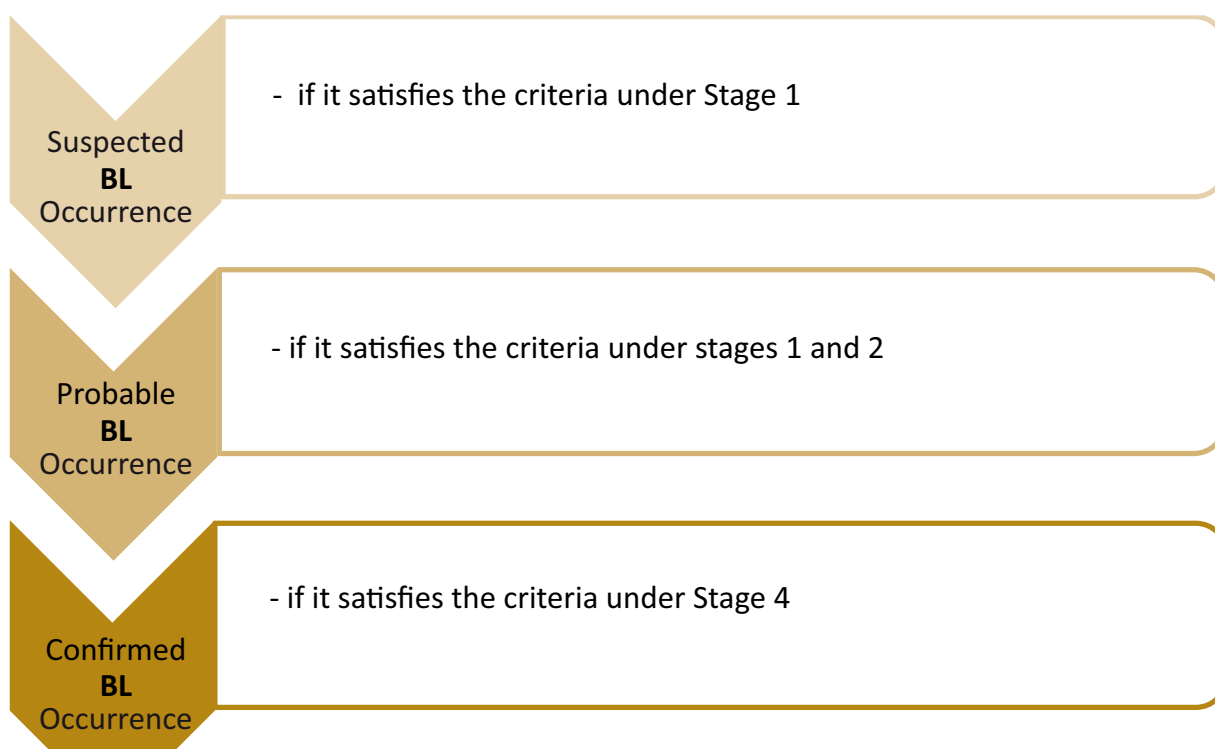 Suspected
BL
Occurrence
- if it satisfies the criteria under Stage 1
Probable
BL
Occurrence
- if it satisfies the criteria under stages 1 and 2
Confirmed
BL
Occurrence
- if it satisfies the criteria under Stage 4